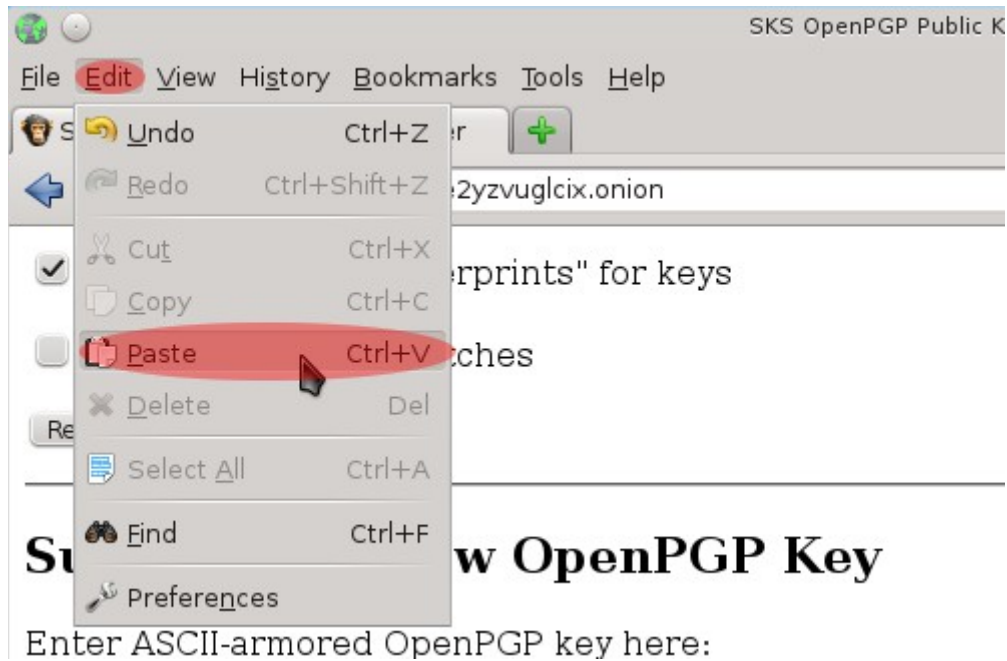 SKS OpenPGP Public K
File Edit View History Bookmarks Tools Help
S er
Undo Ctrl+Z
Redo Ctrl+Shift+Z
e2yzvuglcix.onion
Cut Ctrl+X
erprints" for keys
Copy Ctrl+C
Paste Ctrl+V
tches
Delete Del
Re
Select All Ctrl+A
Find Ctrl+F
Su w OpenPGP Key
Preferences
Enter ASCII-armored OpenPGP key here: